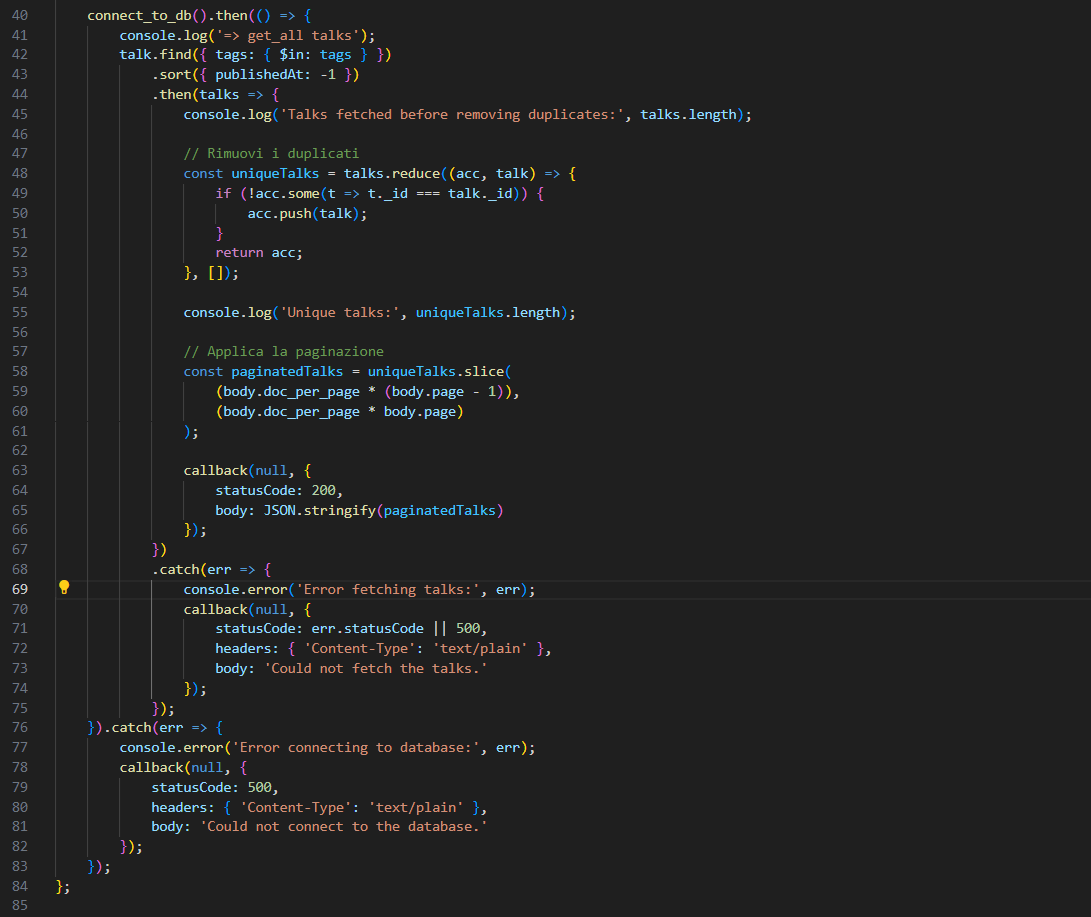 40 connect_to_db().then(() => {
41 console.log('=> get_all talks');
42 talk.find({ tags: { $in: tags } })
43 .sort({ publishedAt: -1 })
44 .then(talks => {
45 console.log('Talks fetched before removing duplicates:', talks.length);
46
47 // Rimuovi i duplicati
48 const uniqueTalks = talks.reduce((acc, talk) => {
49 if (!acc.some(t => t._id === talk._id)) {
50 acc.push(talk);
51 }
52 return acc;
53 }, []);
54
55 console.log('Unique talks:', uniqueTalks.length);
56
57 // Applica la paginazione
58 const paginatedTalks = uniqueTalks.slice(
59 (body.doc_per_page * (body.page - 1)),
60 (body.doc_per_page * body.page)
61 );
62
63 callback(null, {
64 statusCode: 200,
65 body: JSON.stringify(paginatedTalks)
66 });
67 })
68 .catch(err => {
69 console.error('Error fetching talks:', err);
70 callback(null, {
71 statusCode: err.statusCode || 500,
72 headers: { 'Content-Type': 'text/plain' },
73 body: 'Could not fetch the talks.'
74 });
75 });
76 }).catch(err => {
77 console.error('Error connecting to database:', err);
78 callback(null, {
79 statusCode: 500,
80 headers: { 'Content-Type': 'text/plain' },
81 body: 'Could not connect to the database.'
82 });
83 });
84 };
85